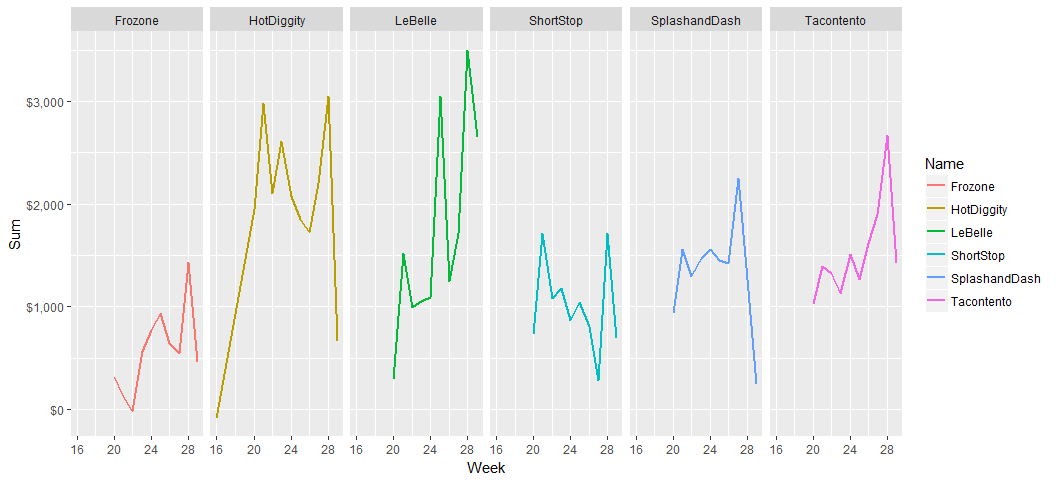 Frozone HotDiggity LeBelle ShortStop SplashandDash Tacontento
$3,000
$2,000
$1,000
$0
Sum
16 20 24 28 16 20 24 28 16 20 24 28 16 20 24 28 16 20 24 28 16 20 24 28
Week
Name
Frozone
HotDiggity
LeBelle
ShortStop
SplashandDash
Tacontento